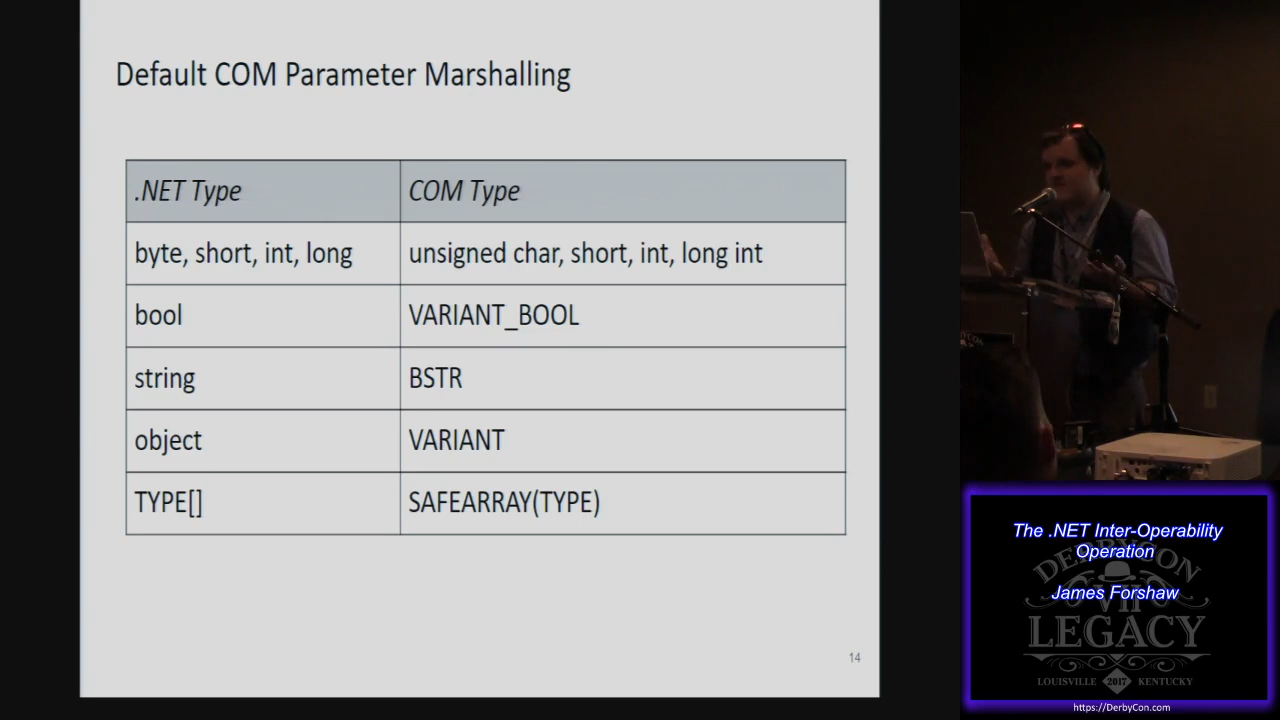 Default COM Parameter Marshalling
.NET Type COM Type
byte, short, int, long unsigned char, short, int, long int
bool VARIANT_BOOL
string BSTR
object VARIANT
TYPE[] SAFEARRAY(TYPE)
14
The .NET Inter-Operability
Operation
James Forshaw
DERBYCON
VII
LEGACY
LOUISVILLE 2017 KENTUCKY
https://DerbyCon.com